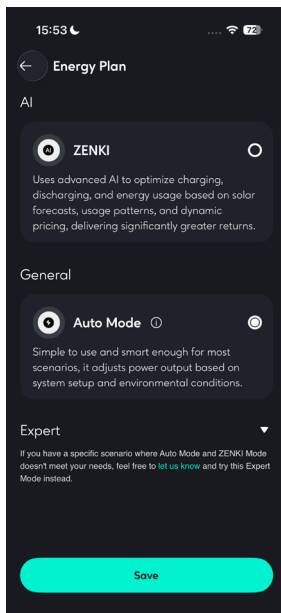 15:53
72
Energy Plan
AI
AI
ZENKI
Uses advanced AI to optimize charging,
discharging, and energy usage based on solar
forecasts, usage patterns, and dynamic
pricing, delivering significantly greater returns.
General
Auto Mode
Simple to use and smart enough for most
scenarios, it adjusts power output based on
system setup and environmental conditions.
Expert
If you have a specific scenario where Auto Mode and ZENKI Mode
doesn't meet your needs, feel free to let us know and try this Expert
Mode instead.
Save